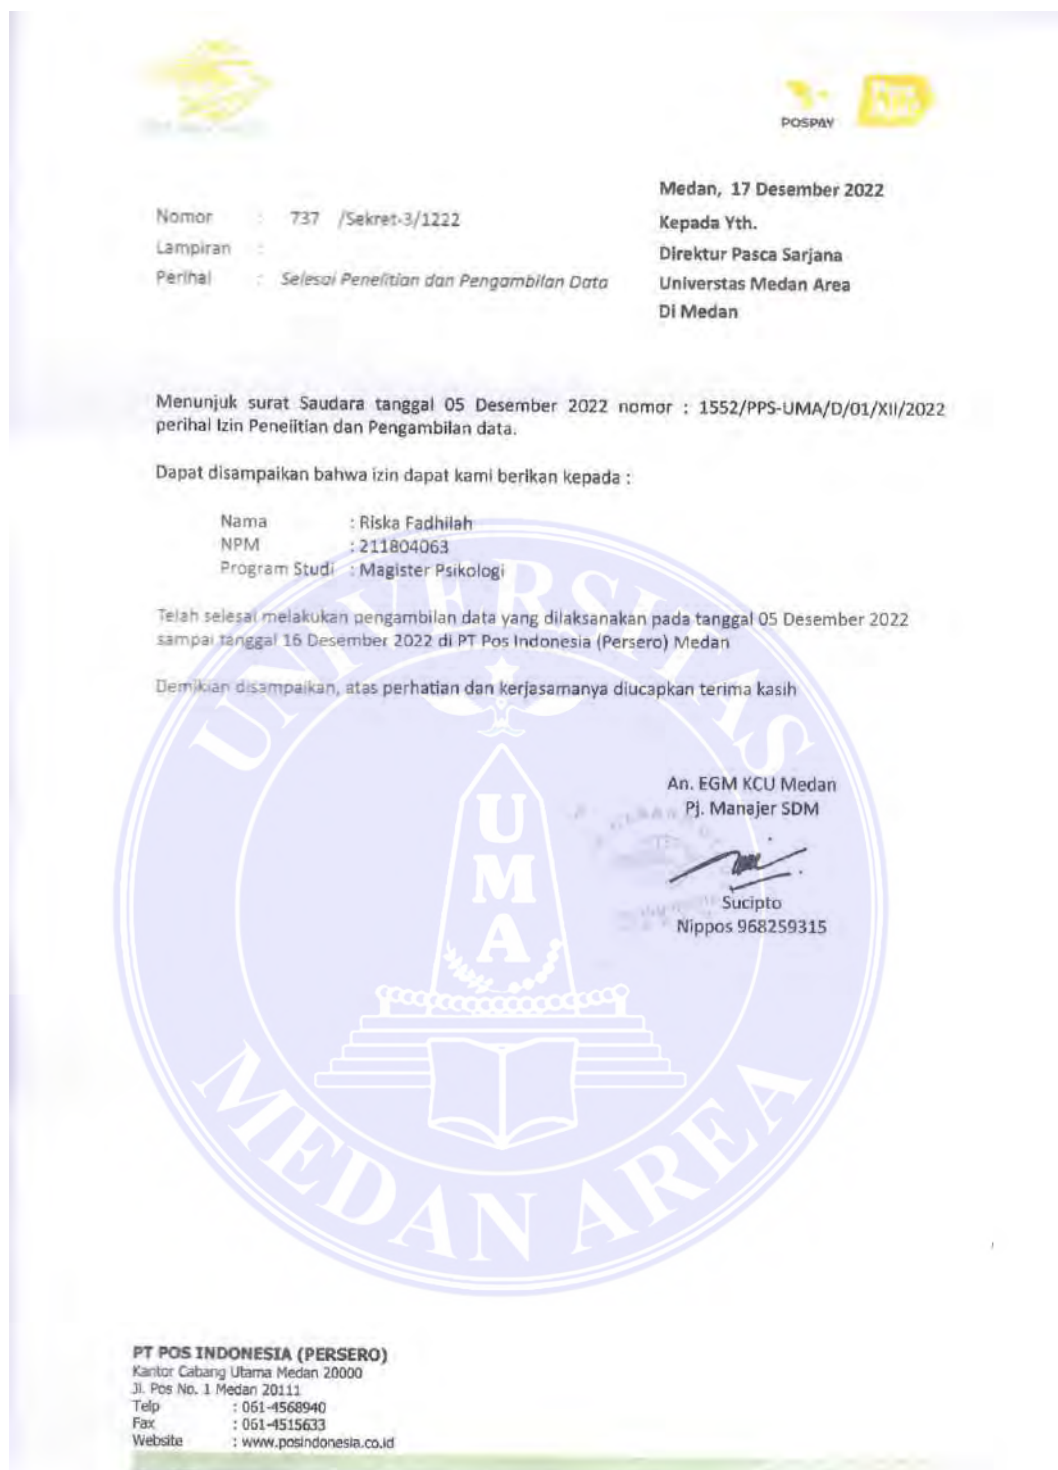 POSPAY
Medan, 17 Desember 2022
Nomor : 737 /Sekret-3/1222
Kepada Yth.
Lampiran :
Direktur Pasca Sarjana
Perihal : Selesai Penelitian dan Pengambilan Data
Universtas Medan Area
Di Medan
Menunjuk surat Saudara tanggal 05 Desember 2022 nomor : 1552/PPS-UMA/D/01/XII/2022
perihal Izin Penelitian dan Pengambilan data.
Dapat disampaikan bahwa izin dapat kami berikan kepada :
Nama : Riska Fadhilah
NPM : 211804063
Program Studi : Magister Psikologi
Telah selesai melakukan pengambilan data yang dilaksanakan pada tanggal 05 Desember 2022
sampai tanggal 16 Desember 2022 di PT Pos Indonesia (Persero) Medan
Demikian disampaikan, atas perhatian dan kerjasamanya diucapkan terima kasih
An. EGM KCU Medan
Pj. Manajer SDM
Sucipto
Nippos 968259315
UNIVERSITAS
UMA
MEDAN AREA
PT POS INDONESIA (PERSERO)
Kantor Cabang Utama Medan 20000
Jl. Pos No. 1 Medan 20111
Telp : 061-4568940
Fax : 061-4515633
Website : www.posindonesia.co.id